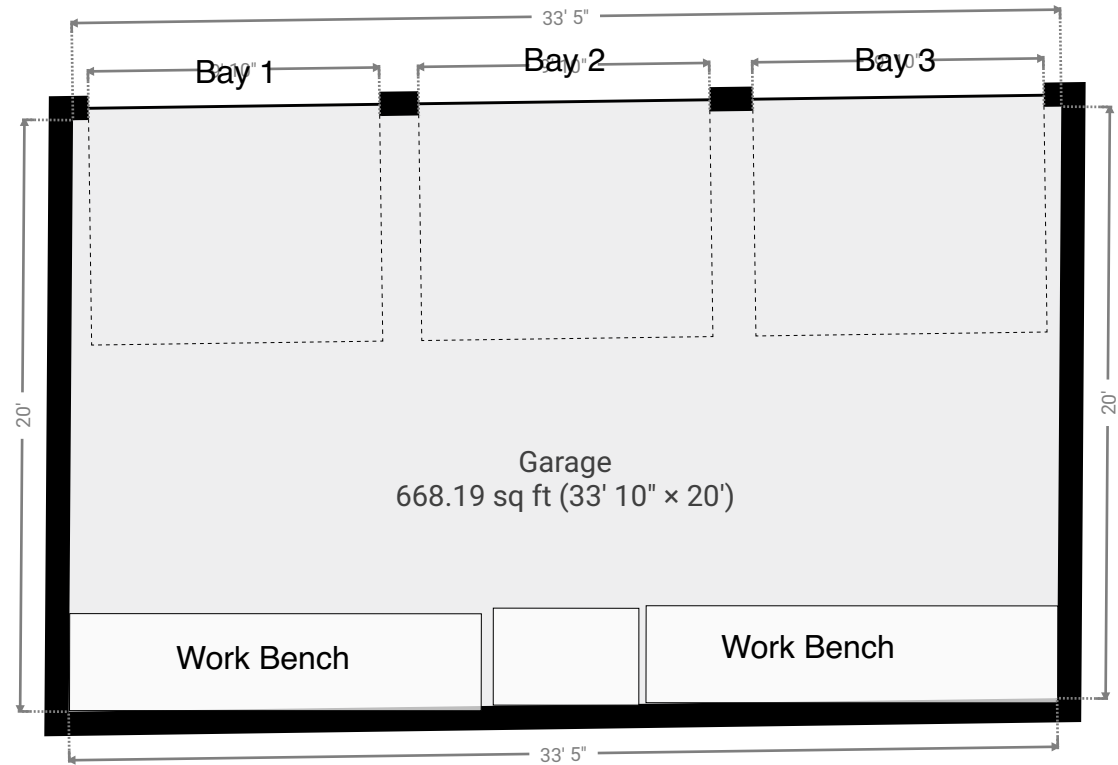 33' 5"
Bay 1
Bay 2
Bay 3
20'
20'
Garage
668.19 sq ft (33' 10" × 20')
Work Bench
Work Bench
33' 5"